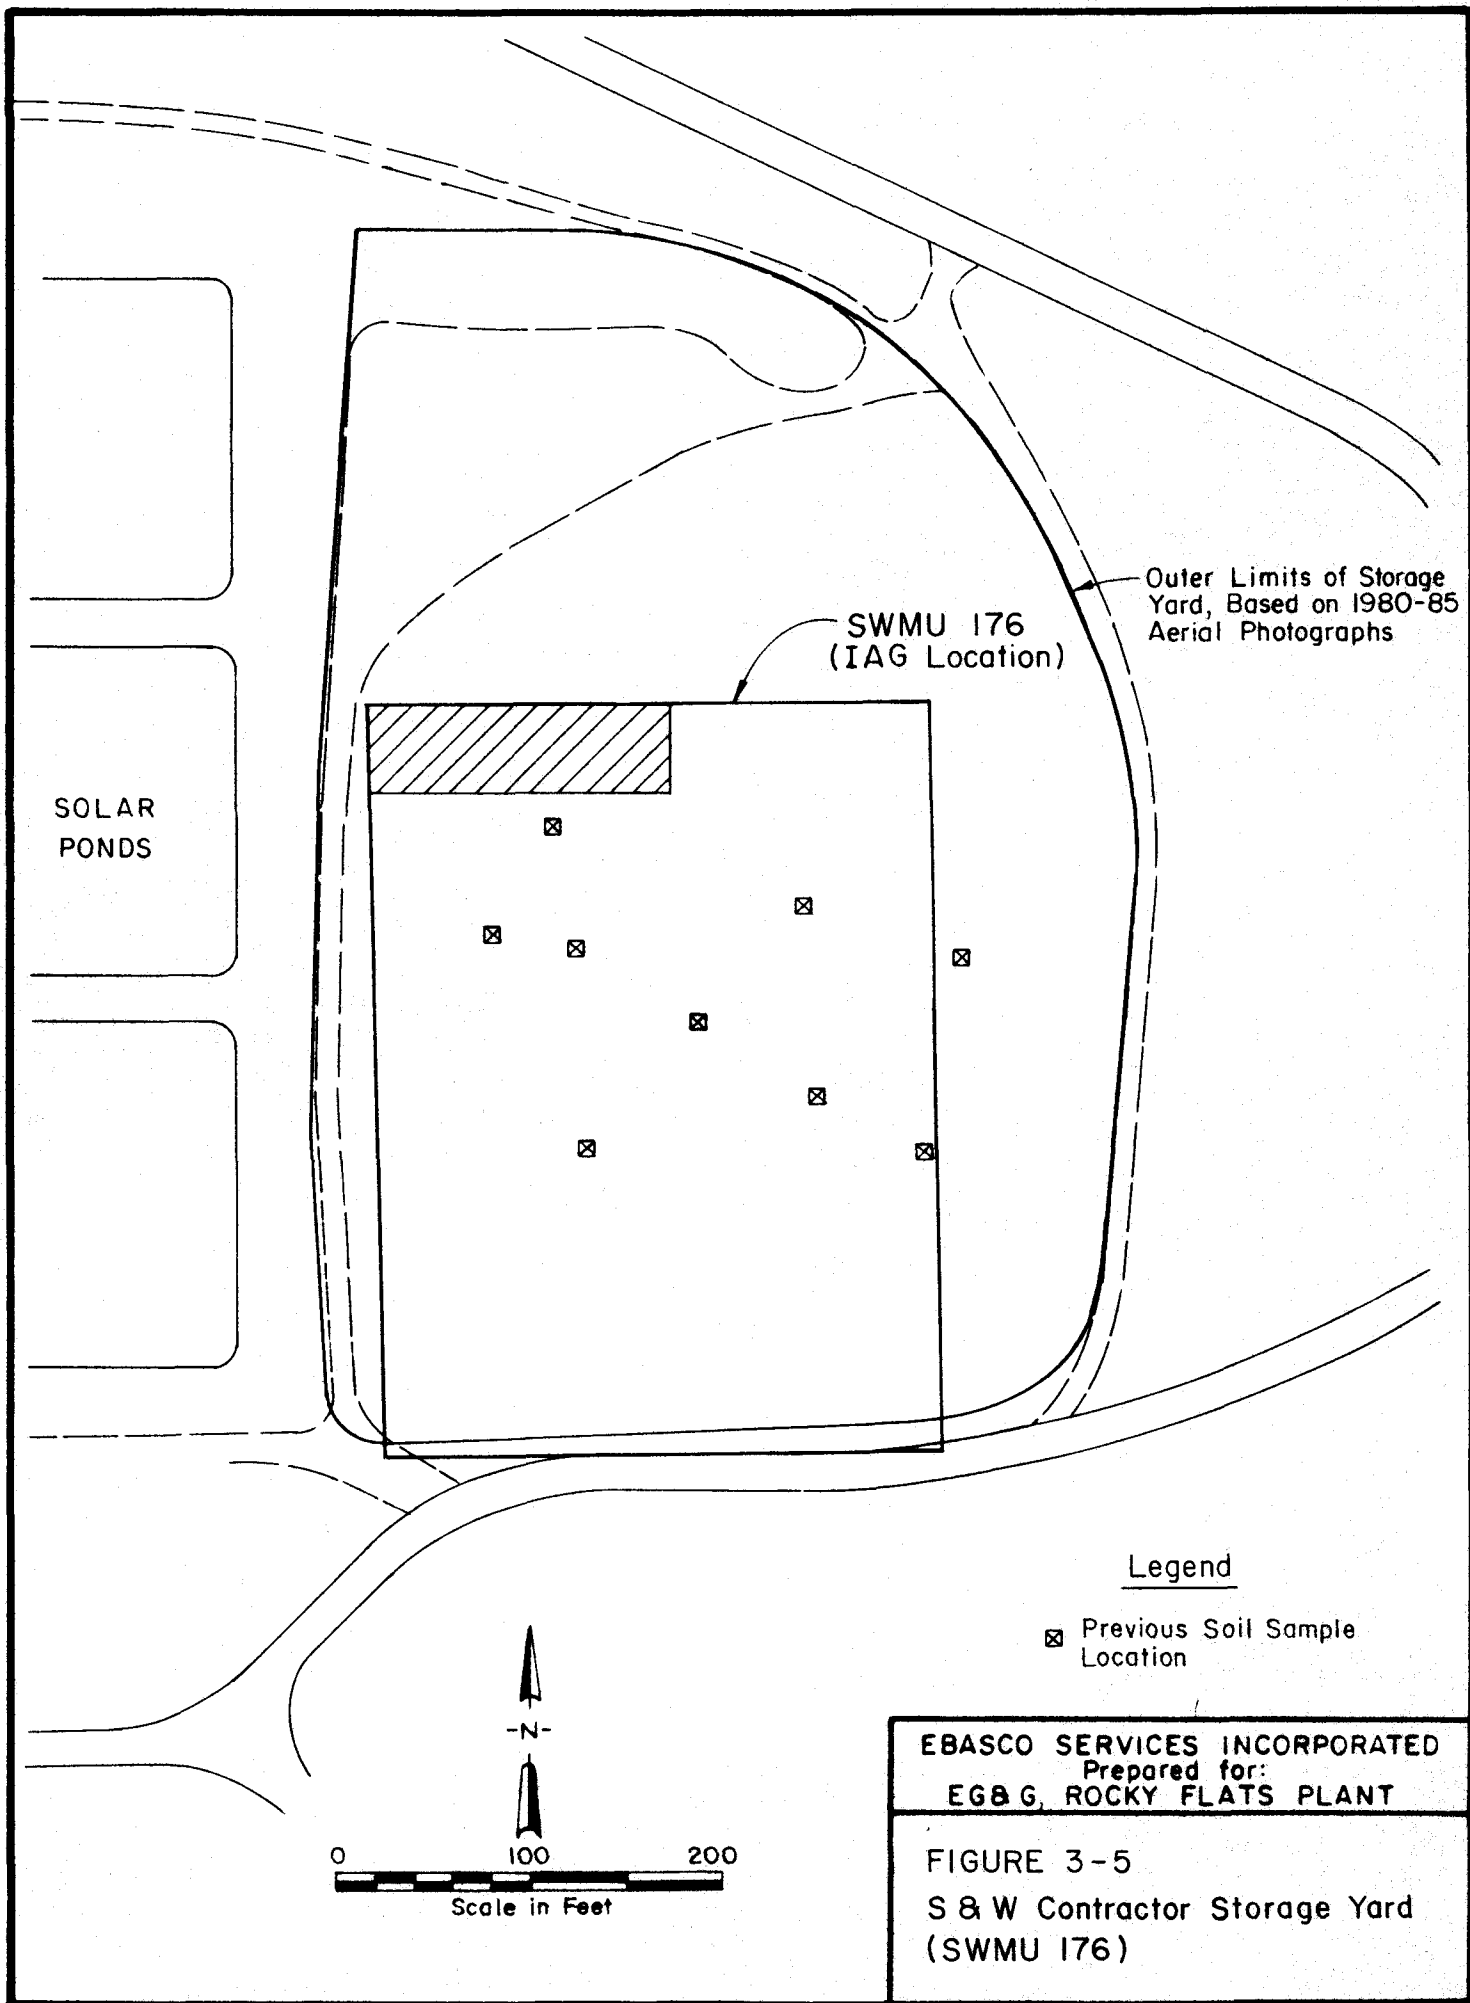 Outer Limits of Storage
Yard, Based on 1980-85
Aerial Photographs
SWMU 176
(IAG Location)
SOLAR
PONDS
Legend
Previous Soil Sample
Location
-N-
0 100 200
Scale in Feet
EBASCO SERVICES INCORPORATED
Prepared for:
EG&G, ROCKY FLATS PLANT
FIGURE 3-5
S & W Contractor Storage Yard
(SWMU 176)